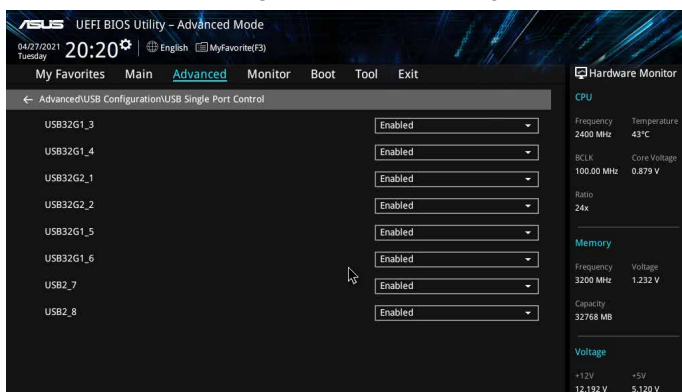 ASUS UEFI BIOS Utility – Advanced Mode
04/27/2021 Tuesday 20:20 English MyFavorite(F3)
My Favorites Main Advanced Monitor Boot Tool Exit
← Advanced\USB Configuration\USB Single Port Control
USB32G1_3 Enabled
USB32G1_4 Enabled
USB32G2_1 Enabled
USB32G2_2 Enabled
USB32G1_5 Enabled
USB32G1_6 Enabled
USB2_7 Enabled
USB2_8 Enabled
Hardware Monitor
CPU
Frequency Temperature
2400 MHz 43°C
BCLK Core Voltage
100.00 MHz 0.879 V
Ratio
24x
Memory
Frequency Voltage
3200 MHz 1.232 V
Capacity
32768 MB
Voltage
+12V +5V
12.192 V 5.120 V